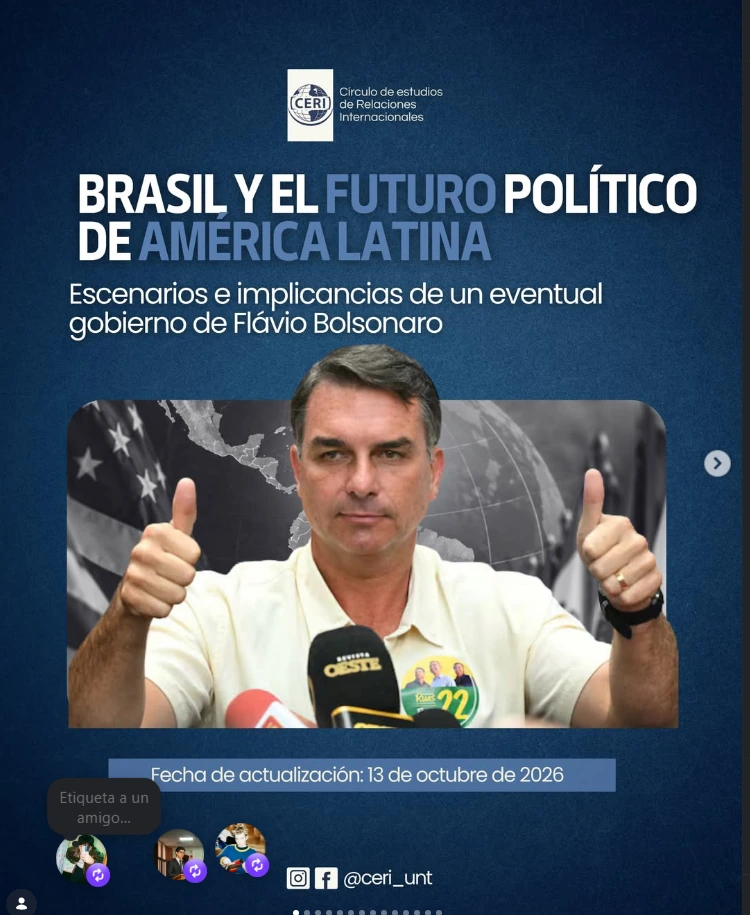 CERI
Círculo de estudios
de Relaciones
Internacionales
BRASIL Y EL FUTURO POLÍTICO
DE AMÉRICA LATINA
Escenarios e implicancias de un eventual
gobierno de Flávio Bolsonaro
REVISTA
OESTE
22
Fecha de actualización: 13 de octubre de 2026
Etiqueta a un
amigo...
@ceri_unt